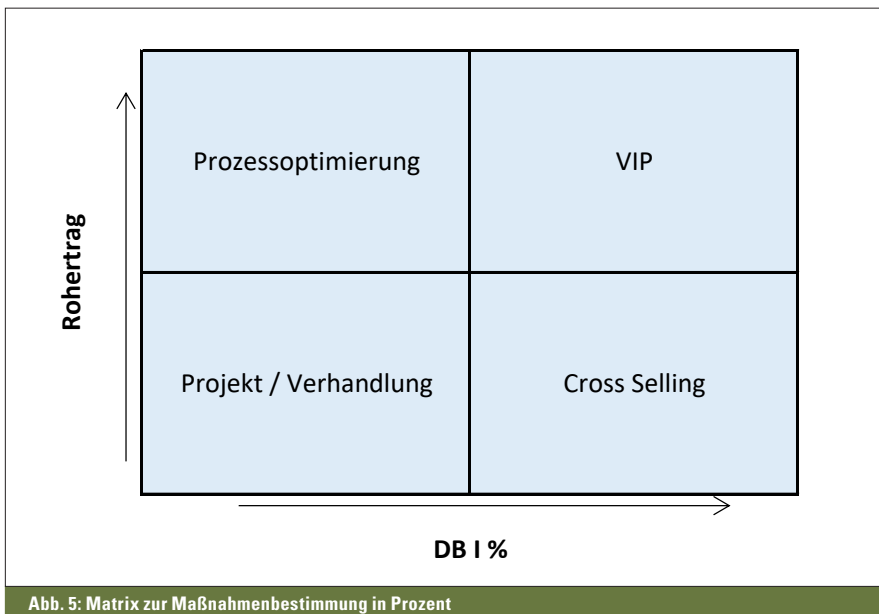 Prozessoptimierung
VIP
Rohertrag
Projekt / Verhandlung
Cross Selling
DB I %
Abb. 5: Matrix zur Maßnahmenbestimmung in Prozent